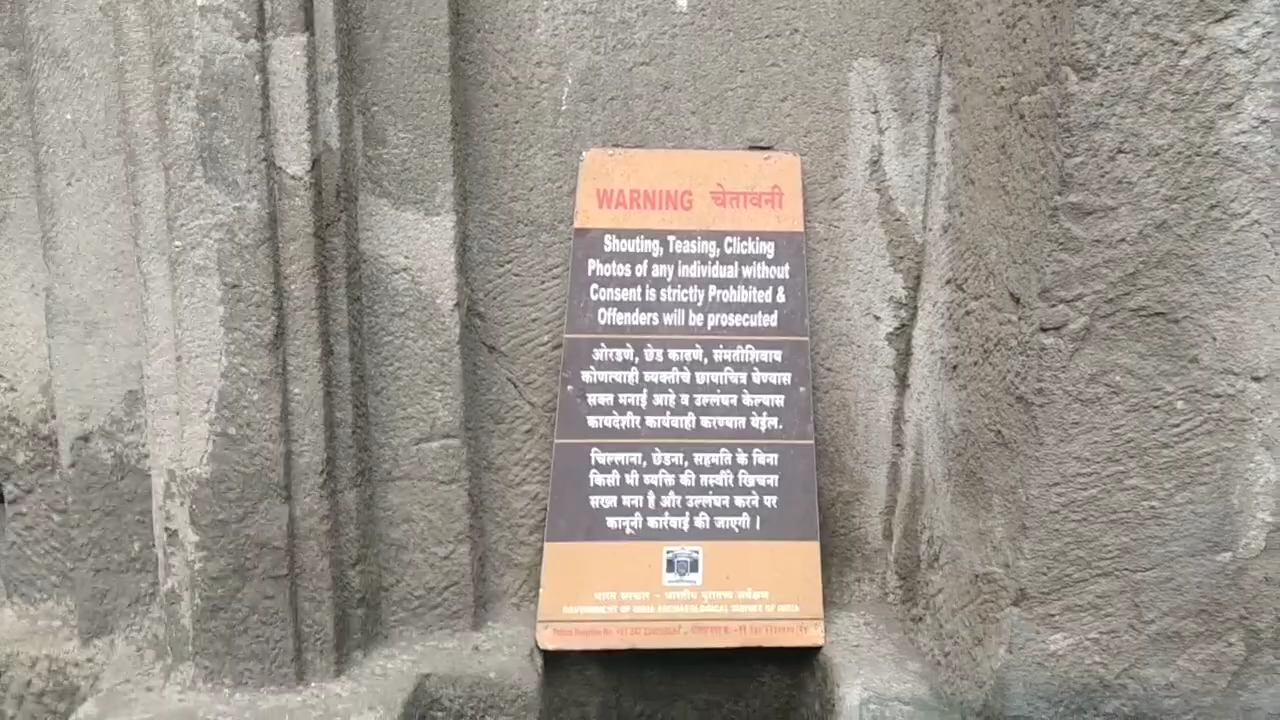 WARNING चेतावनी
Shouting, Teasing, Clicking
Photos of any individual without
Consent is strictly Prohibited &
Offenders will be prosecuted
ओरडणे, छेड काढणे, संमतीशिवाय
कोणत्याही व्यक्तीचे छायाचित्र घेण्यास
सक्त मनाई आहे व उल्लंघन केल्यास
कायदेशीर कार्यवाही करण्यात येईल.
चिल्लाना, छेडना, सहमति के बिना
किसी भी व्यक्ति की तस्वीरे खिचना
सख्त मना है और उल्लंघन करने पर
कानूनी कार्रवाई की जाएगी ।
भारत सरकार - भारतीय पुरातत्व सर्वेक्षण
GOVERNMENT OF INDIA ARCHAEOLOGICAL SURVEY OF INDIA